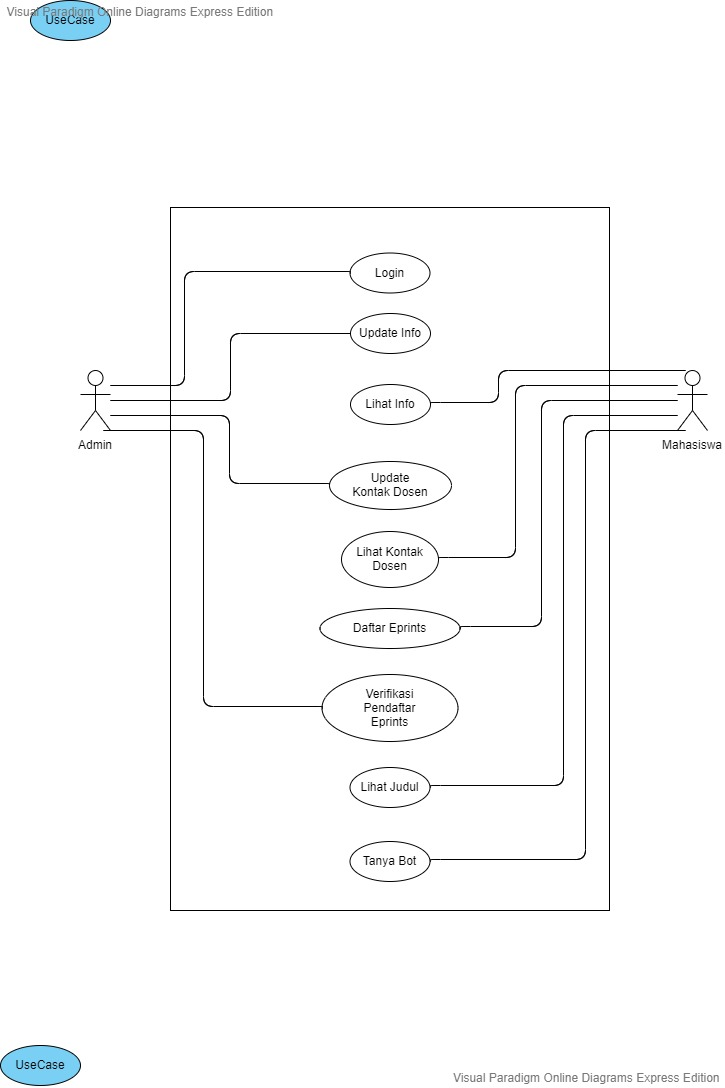 Visual Paradigm Online Diagrams Express Edition
UseCase
Login
Update Info
Lihat Info
Admin
Mahasiswa
Update
Kontak Dosen
Lihat Kontak
Dosen
Daftar Eprints
Verifikasi
Pendaftar
Eprints
Lihat Judul
Tanya Bot
UseCase
Visual Paradigm Online Diagrams Express Edition